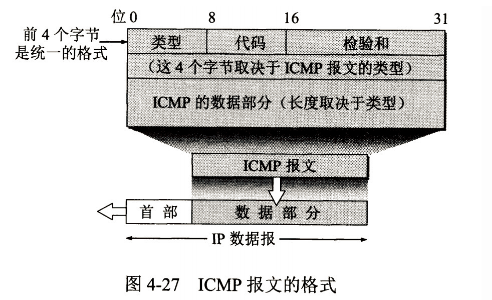 位 0 8 16 31
前 4 个字节
是统一的格式
类型 代码 检验和
(这 4 个字节取决于 ICMP 报文的类型)
ICMP 的数据部分（长度取决于类型）
ICMP 报文
首部 数据部分
IP 数据报
图 4-27 ICMP 报文的格式